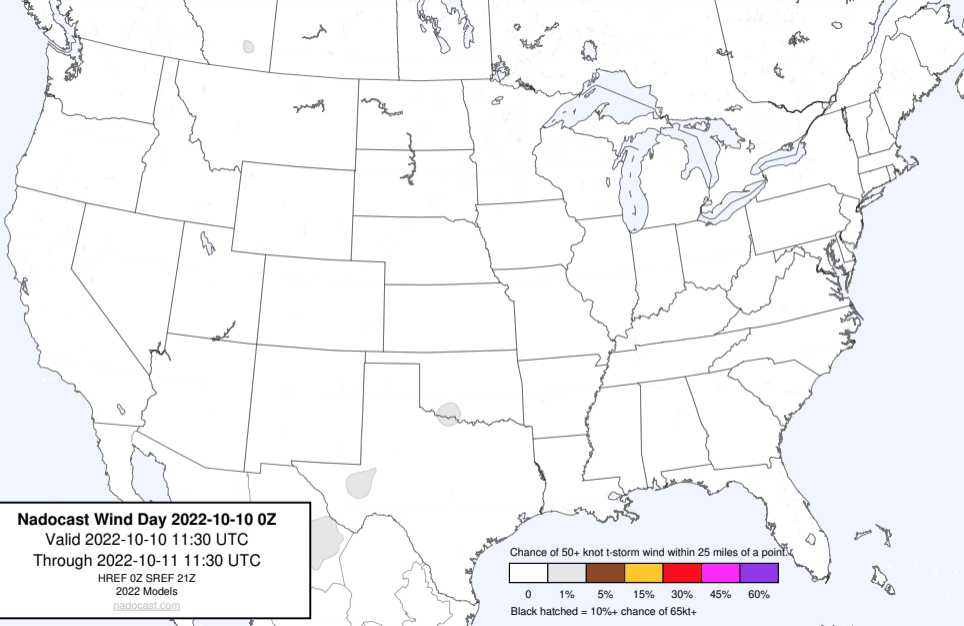 Nadocast Wind Day 2022-10-10 0Z
Valid 2022-10-10 11:30 UTC
Through 2022-10-11 11:30 UTC
HREF 0Z SREF 21Z
2022 Models
nadocast.com
Chance of 50+ knot t-storm wind within 25 miles of a point.
0 1% 5% 15% 30% 45% 60%
Black hatched = 10%+ chance of 65kt+